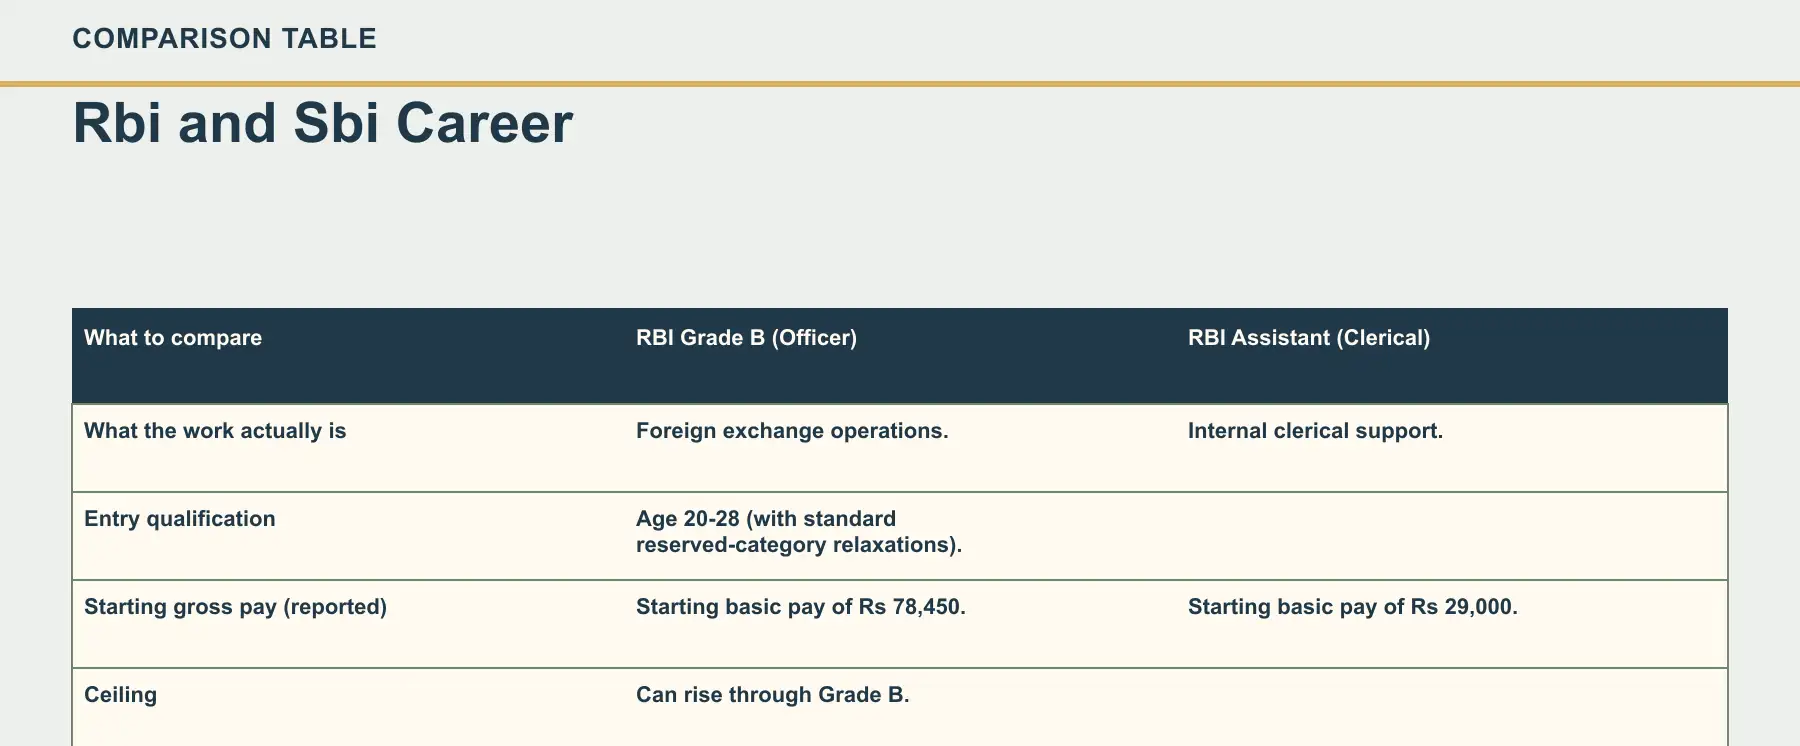 COMPARISON TABLE
Rbi and Sbi Career
What to compare
RBI Grade B (Officer)
RBI Assistant (Clerical)
What the work actually is
Foreign exchange operations.
Internal clerical support.
Entry qualification
Age 20-28 (with standard
reserved-category relaxations).
Starting gross pay (reported)
Starting basic pay of Rs 78,450.
Starting basic pay of Rs 29,000.
Ceiling
Can rise through Grade B.